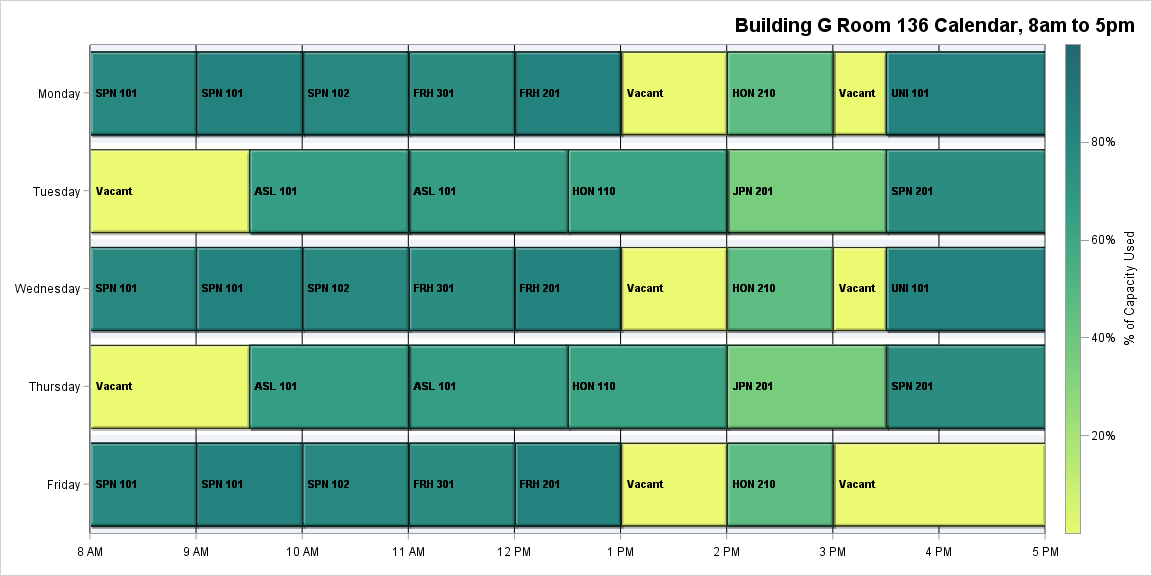 Building G Room 136 Calendar, 8am to 5pm
Monday
SPN 101
SPN 101
SPN 102
FRH 301
FRH 201
Vacant
HON 210
Vacant
UNI 101
Tuesday
Vacant
ASL 101
ASL 101
HON 110
JPN 201
SPN 201
Wednesday
SPN 101
SPN 101
SPN 102
FRH 301
FRH 201
Vacant
HON 210
Vacant
UNI 101
Thursday
Vacant
ASL 101
ASL 101
HON 110
JPN 201
SPN 201
Friday
SPN 101
SPN 101
SPN 102
FRH 301
FRH 201
Vacant
HON 210
Vacant
8 AM
9 AM
10 AM
11 AM
12 PM
1 PM
2 PM
3 PM
4 PM
5 PM
80%
60%
40%
20%
% of Capacity Used